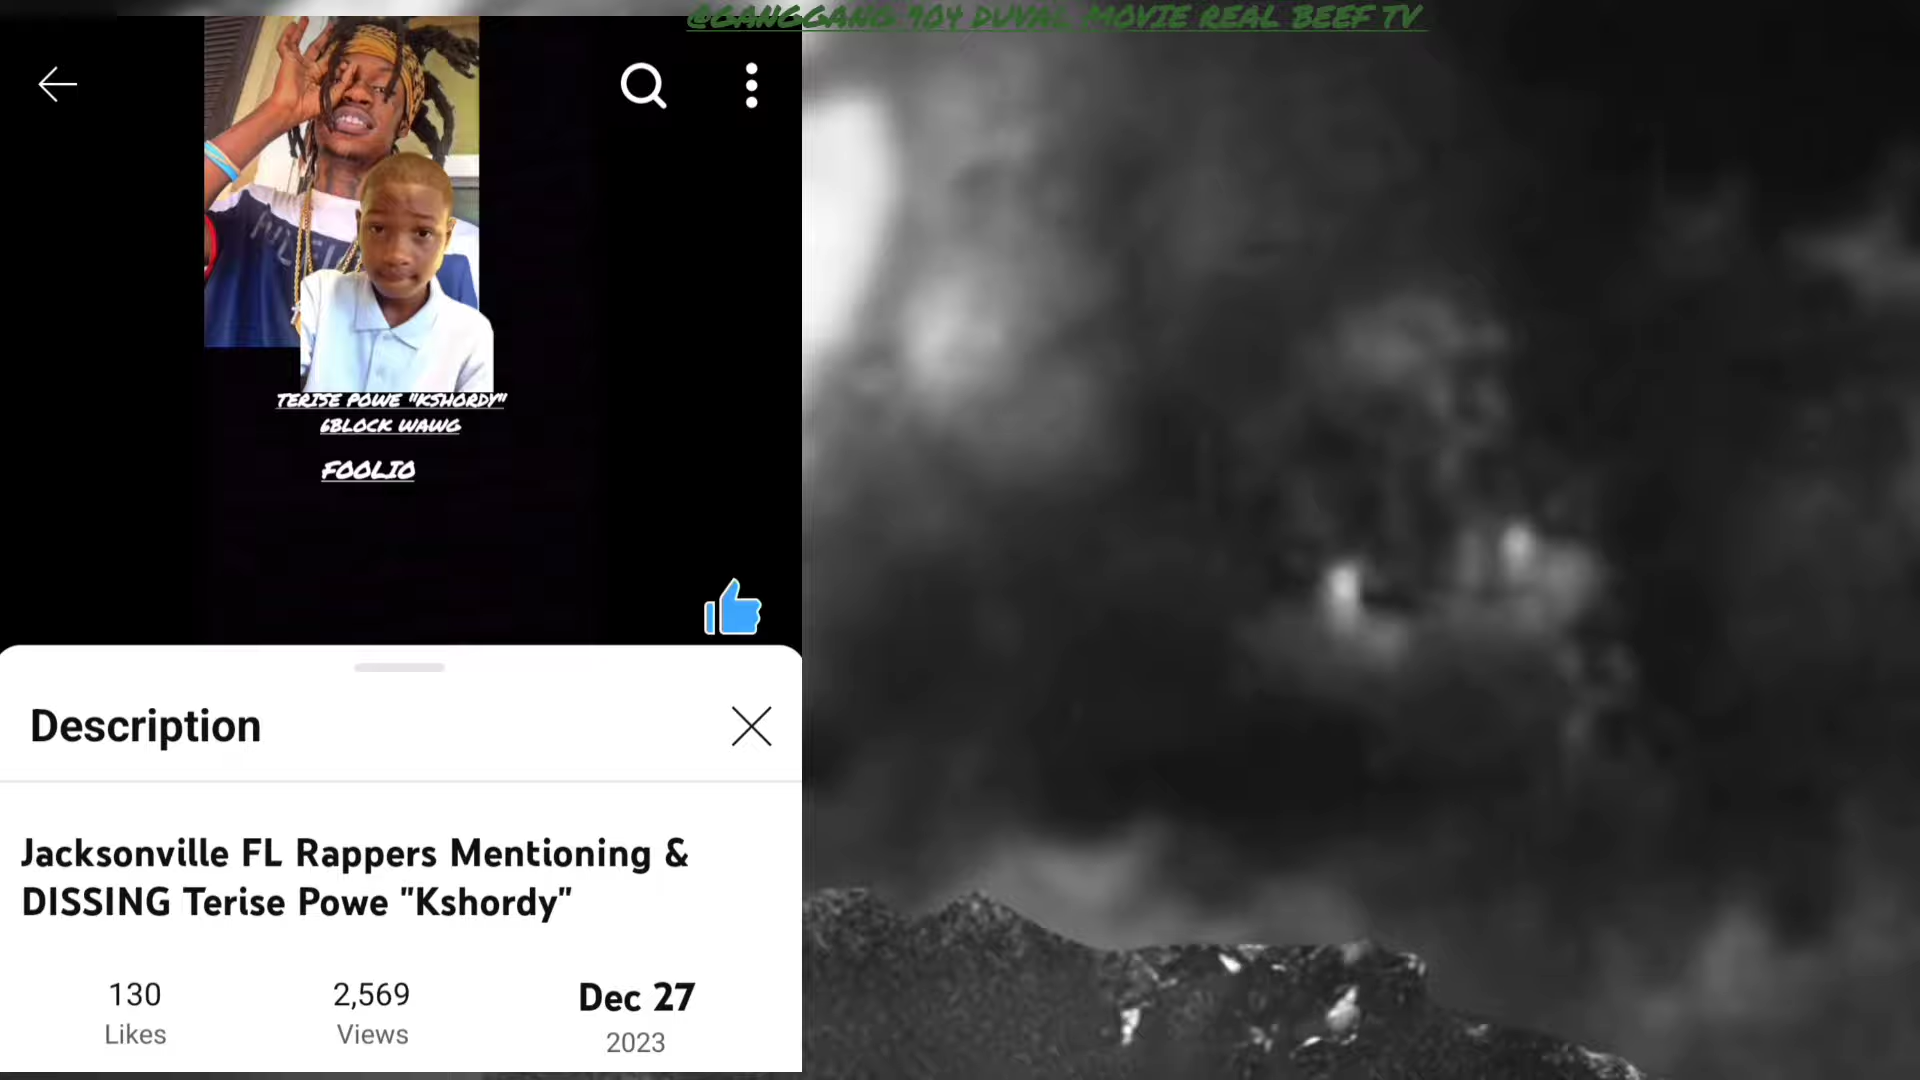 @GANGGANG 904 DUVAL MOVIE REAL BEEF TV
TERISE POWE "KSHORDY"
6BLOCK WAWG
FOOLIO
Description
Jacksonville FL Rappers Mentioning &
DISSING Terise Powe "Kshordy"
130 2,569 Dec 27
Likes Views 2023